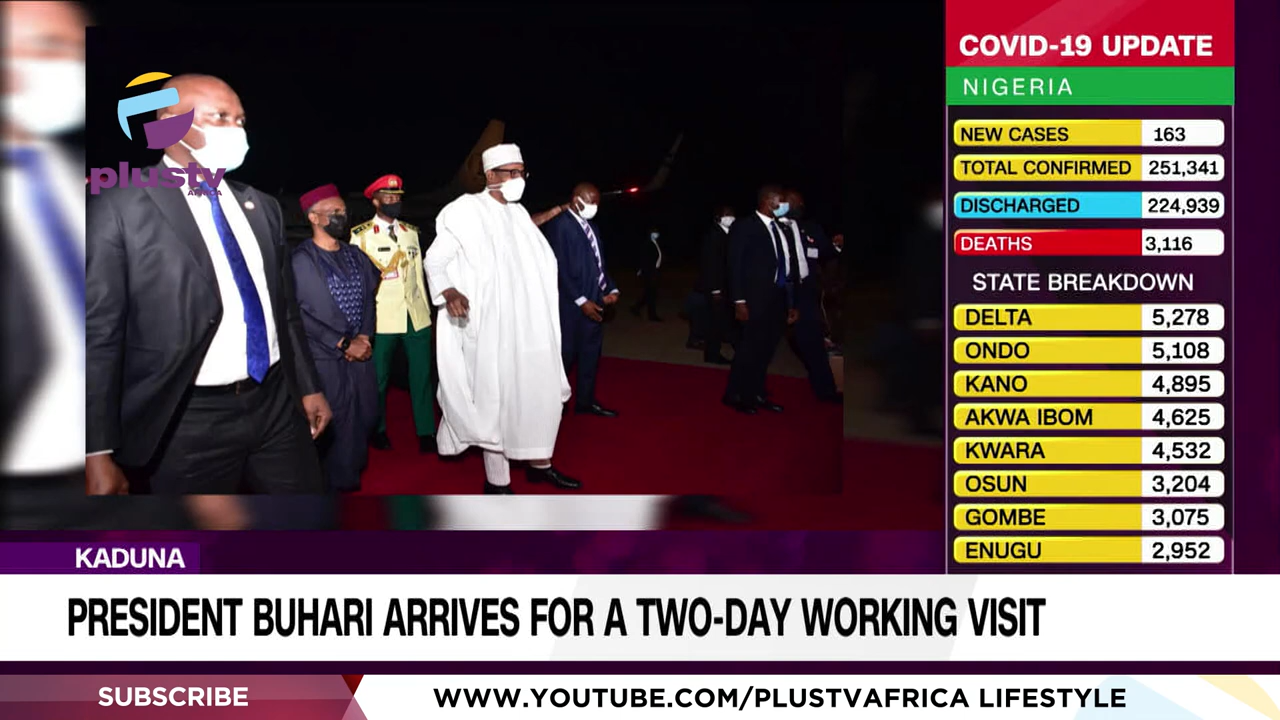 plustv
AFRICA
COVID-19 UPDATE
NIGERIA
NEW CASES 163
TOTAL CONFIRMED 251,341
DISCHARGED 224,939
DEATHS 3,116
STATE BREAKDOWN
DELTA 5,278
ONDO 5,108
KANO 4,895
AKWA IBOM 4,625
KWARA 4,532
OSUN 3,204
GOMBE 3,075
ENUGU 2,952
KADUNA
PRESIDENT BUHARI ARRIVES FOR A TWO-DAY WORKING VISIT
SUBSCRIBE WWW.YOUTUBE.COM/PLUSTVAFRICA LIFESTYLE